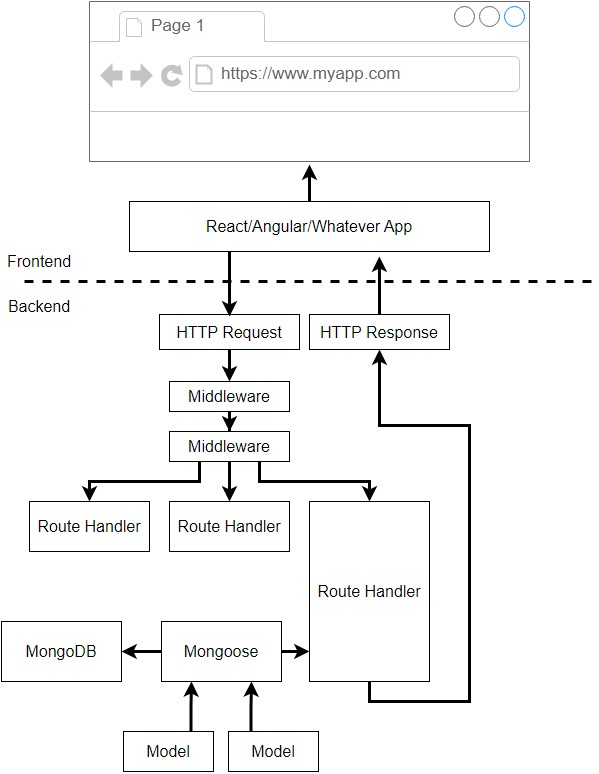 Page 1
https://www.myapp.com
React/Angular/Whatever App
Frontend
Backend
HTTP Request
HTTP Response
Middleware
Middleware
Route Handler
Route Handler
Route Handler
MongoDB
Mongoose
Model
Model